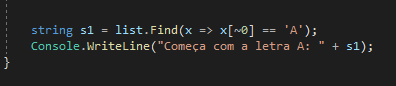 string s1 = list.Find(x => x[~0] == 'A');
Console.WriteLine("Começa com a letra A: " + s1);
}